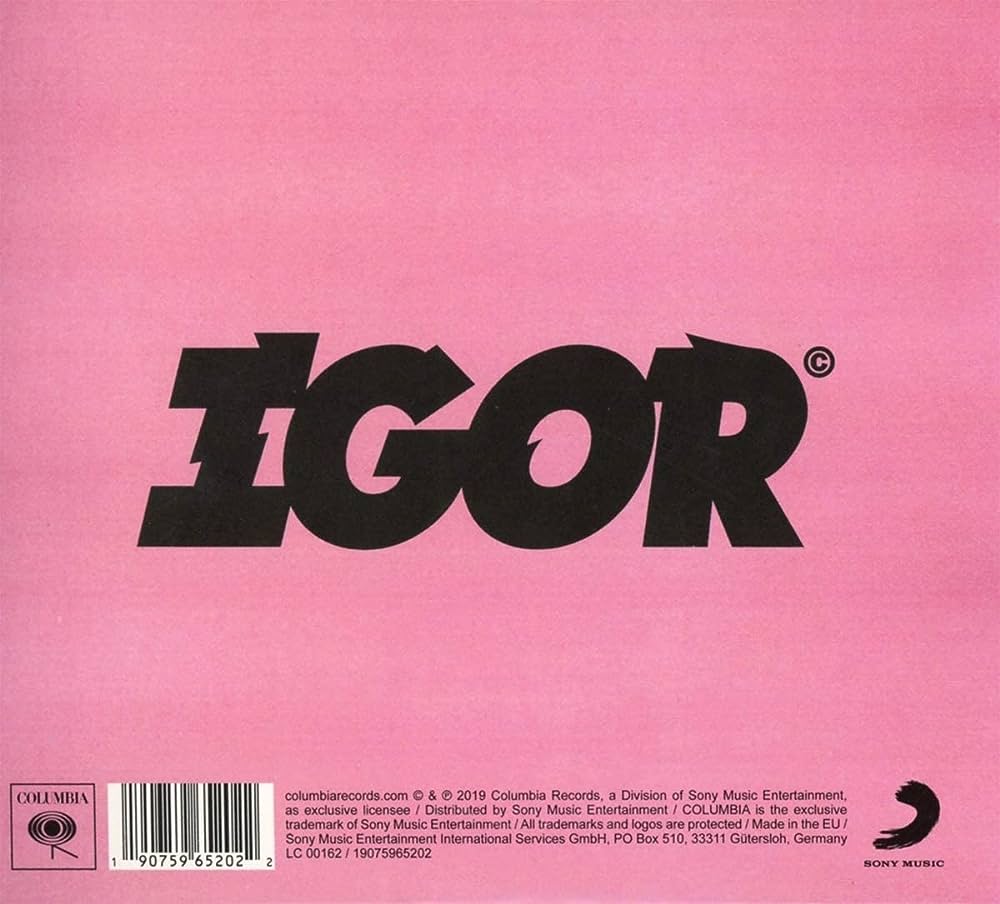 IGOR©
COLUMBIA
1 90759 65202 2
columbiarecords.com © & ℗ 2019 Columbia Records, a Division of Sony Music Entertainment,
as exclusive licensee / Distributed by Sony Music Entertainment / COLUMBIA is the exclusive
trademark of Sony Music Entertainment / All trademarks and logos are protected / Made in the EU /
Sony Music Entertainment International Services GmbH, PO Box 510, 33311 Gütersloh, Germany
LC 00162 / 19075965202
SONY MUSIC